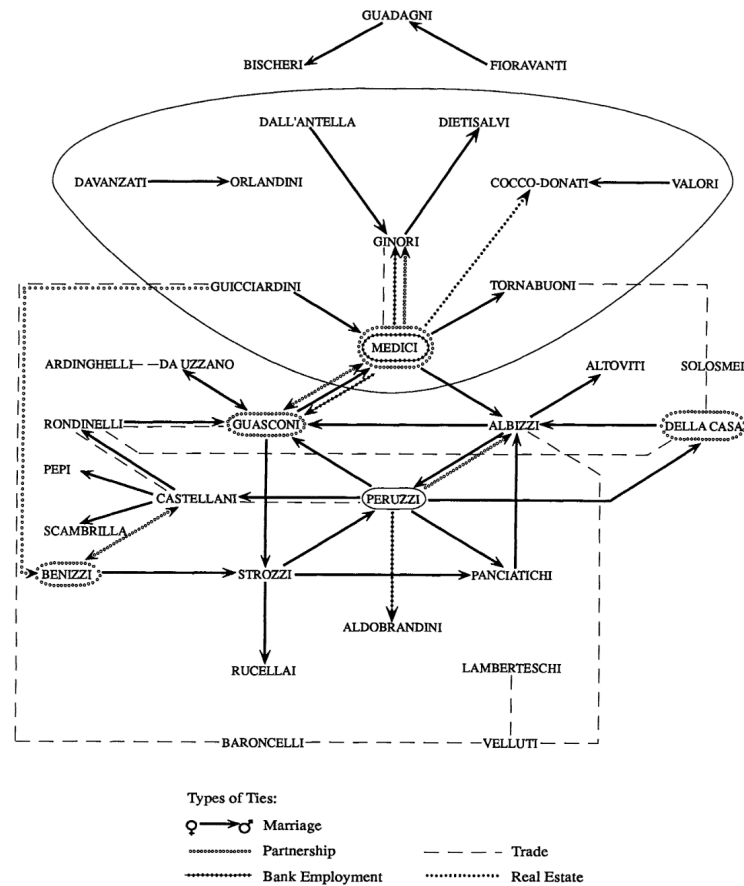 GUADAGNI
BISCHERI
FIORAVANTI
DALL'ANTELLA
DIETISALVI
DAVANZATI
ORLANDINI
COCCO-DONATI
VALORI
GINORI
GUICCIARDINI
TORNABUONI
MEDICI
ARDINGHELLI
DA UZZANO
ALTOVITI
SOLOSMEI
RONDINELLI
GUASCONI
ALBIZZI
DELLA CASA
PEPI
CASTELLANI
PERUZZI
SCAMBRILLA
BENIZZI
STROZZI
PANCIATICHI
ALDOBRANDINI
RUCELLAI
LAMBERTESCHI
BARONCELLI
VELLUTI
Types of Ties:
♀ ♂ Marriage
Partnership
Trade
Bank Employment
Real Estate